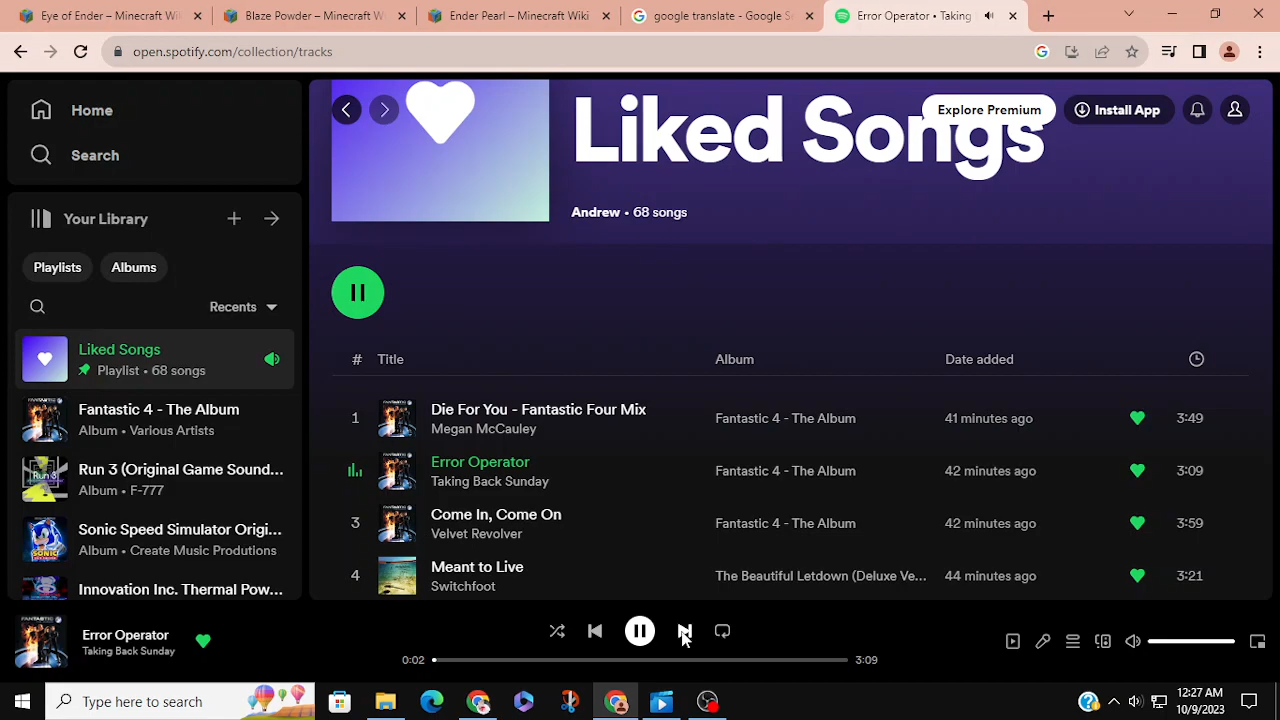 Eye of Ender – Minecraft Wiki
Blaze Powder – Minecraft W
Ender Pearl – Minecraft Wiki
google translate - Google S
Error Operator • Taking
open.spotify.com/collection/tracks
Home
Search
Your Library
Playlists
Albums
Recents
Liked Songs
Playlist • 68 songs
Fantastic 4 - The Album
Album • Various Artists
Run 3
Run 3 (Original Game Sound...
Album • F-777
SONIC
Sonic Speed Simulator Origi...
Album • Create Music Produtions
Innovation Inc. Thermal Pow...
Explore Premium
Install App
Liked Songs
Andrew • 68 songs
# Title Album Date added
1 Die For You - Fantastic Four Mix Fantastic 4 - The Album 41 minutes ago 3:49
Megan McCauley
Error Operator Fantastic 4 - The Album 42 minutes ago 3:09
Taking Back Sunday
3 Come In, Come On Fantastic 4 - The Album 42 minutes ago 3:59
Velvet Revolver
4 Meant to Live The Beautiful Letdown (Deluxe Ve... 44 minutes ago 3:21
Switchfoot
FANTASTIC
Error Operator
Taking Back Sunday
0:02 3:09
Type here to search
12:27 AM
10/9/2023